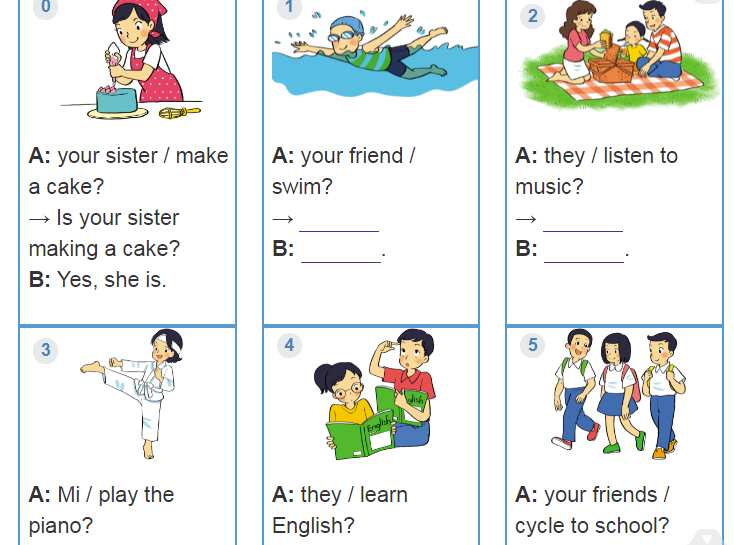 0
A: your sister / make
a cake?
→ Is your sister
making a cake?
B: Yes, she is.
1
A: your friend /
swim?
→ ________
B: ________.
2
A: they / listen to
music?
→ ________
B: ________.
3
A: Mi / play the
piano?
4
English
glish
A: they / learn
English?
5
A: your friends /
cycle to school?